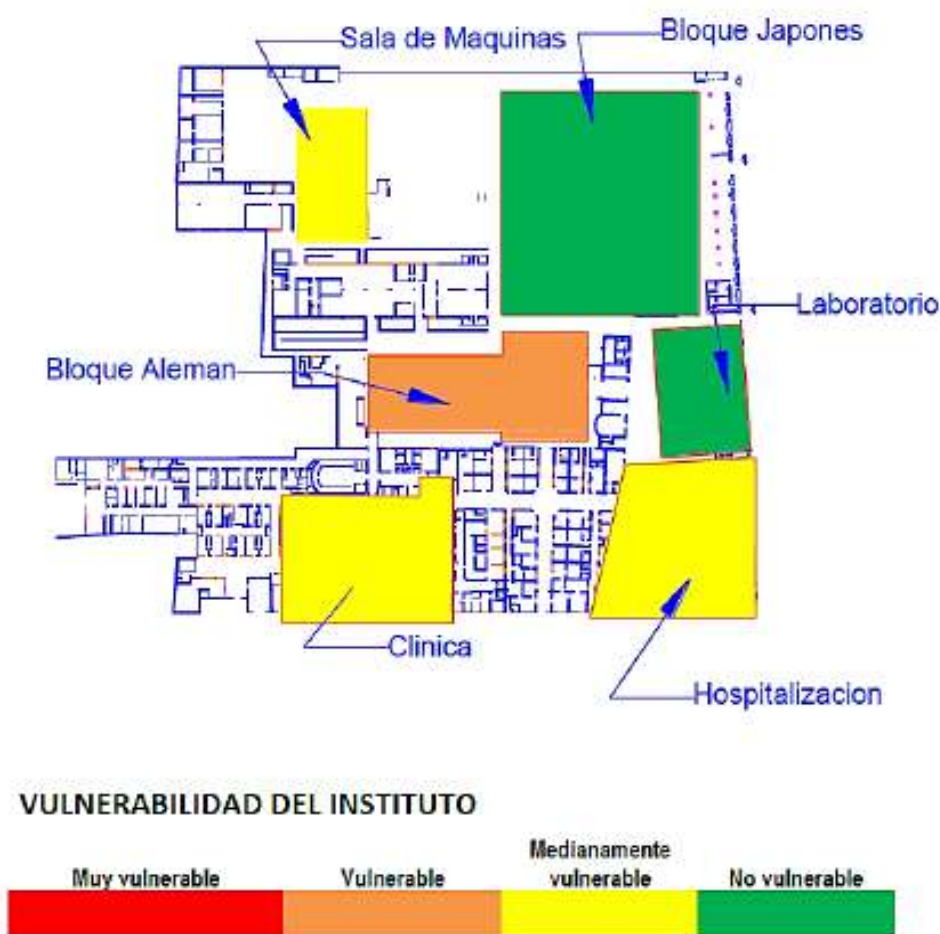 Sala de Maquinas
Bloque Japones
Laboratorio
Bloque Aleman
Clinica
Hospitalizacion
VULNERABILIDAD DEL INSTITUTO
Muy vulnerable
Vulnerable
Medianamente
vulnerable
No vulnerable